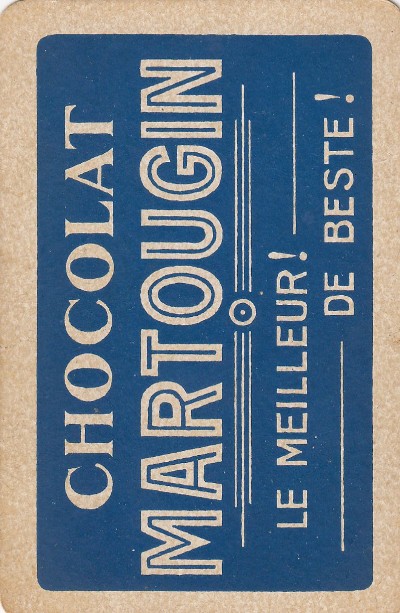 CHOCOLAT
MARTOUGIN
LE MEILLEUR!
DE BESTE!